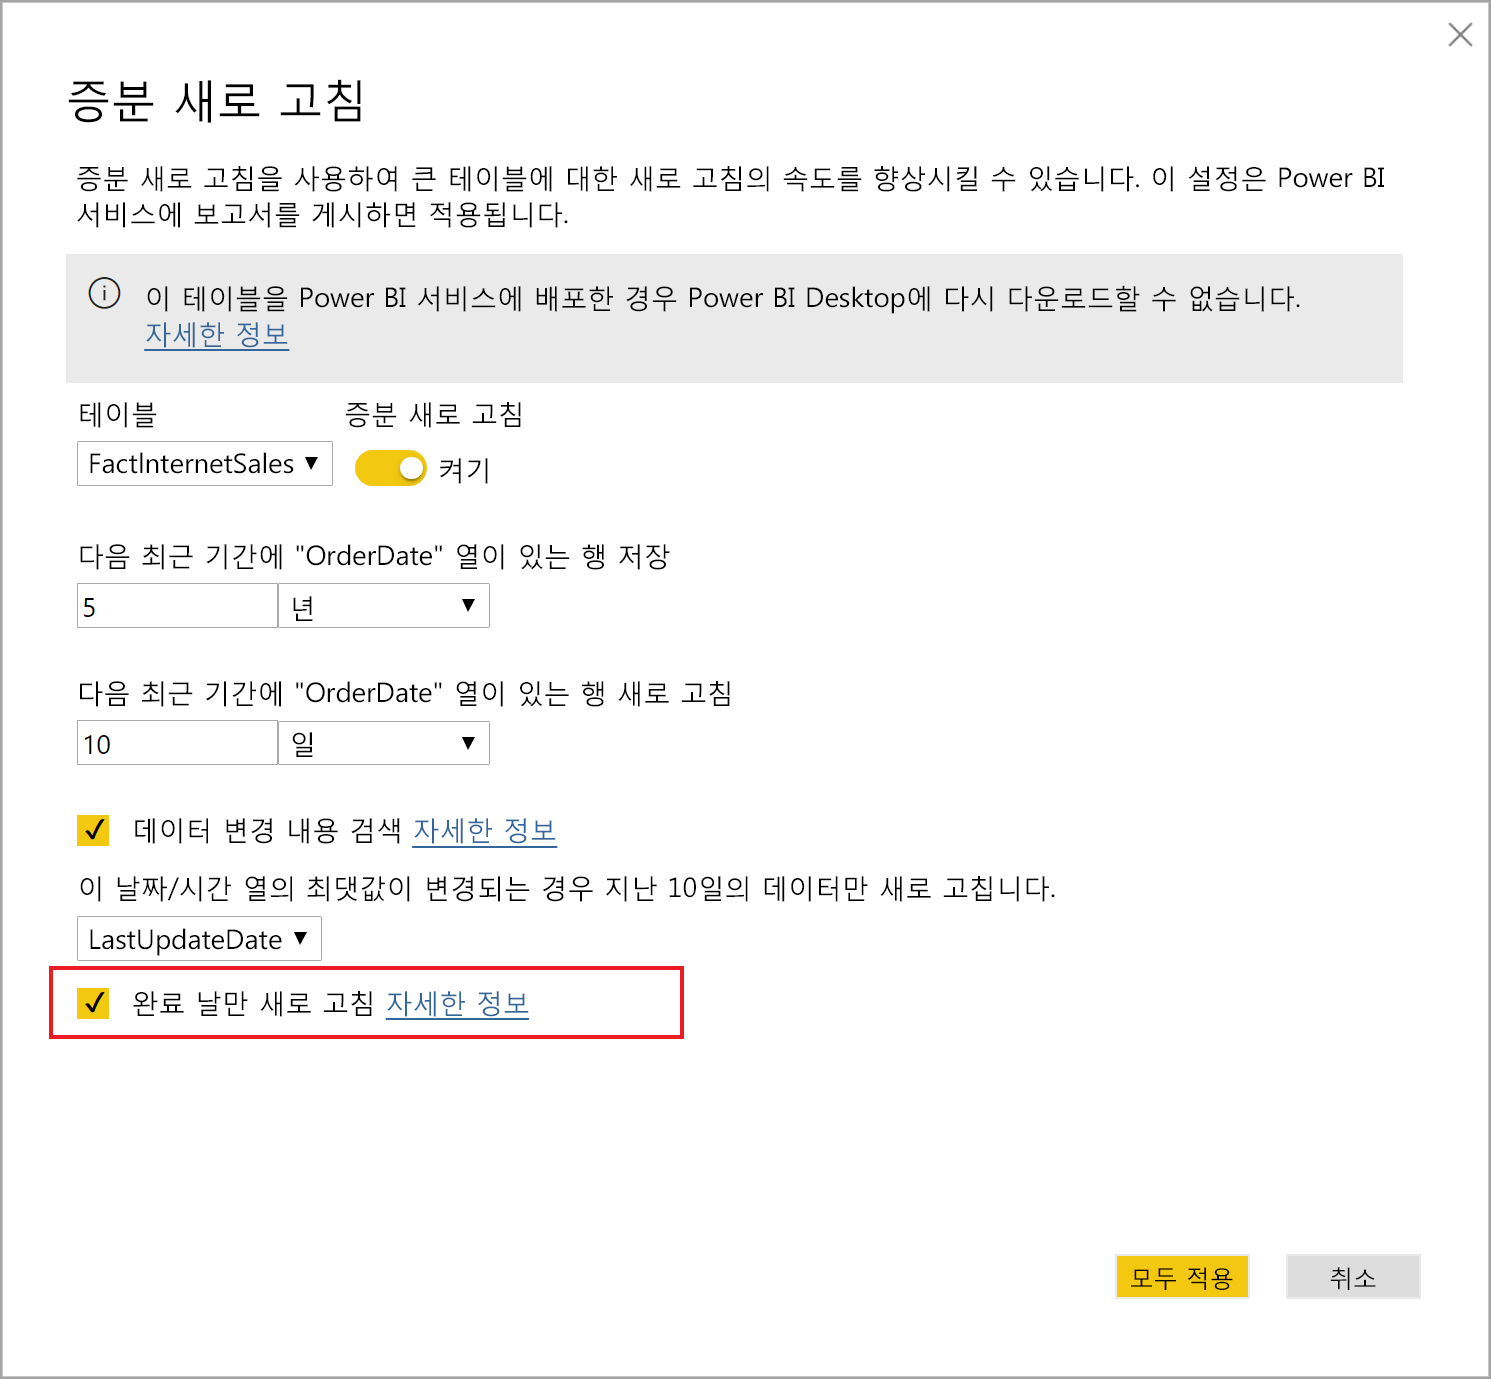 증분 새로 고침
증분 새로 고침을 사용하여 큰 테이블에 대한 새로 고침의 속도를 향상시킬 수 있습니다. 이 설정은 Power BI
서비스에 보고서를 게시하면 적용됩니다.
이 테이블을 Power BI 서비스에 배포한 경우 Power BI Desktop에 다시 다운로드할 수 없습니다.
자세한 정보
테이블 증분 새로 고침
FactInternetSales 켜기
다음 최근 기간에 "OrderDate" 열이 있는 행 저장
5 년
다음 최근 기간에 "OrderDate" 열이 있는 행 새로 고침
10 일
데이터 변경 내용 검색 자세한 정보
이 날짜/시간 열의 최댓값이 변경되는 경우 지난 10일의 데이터만 새로 고칩니다.
LastUpdateDate
완료 날만 새로 고침 자세한 정보
모두 적용 취소